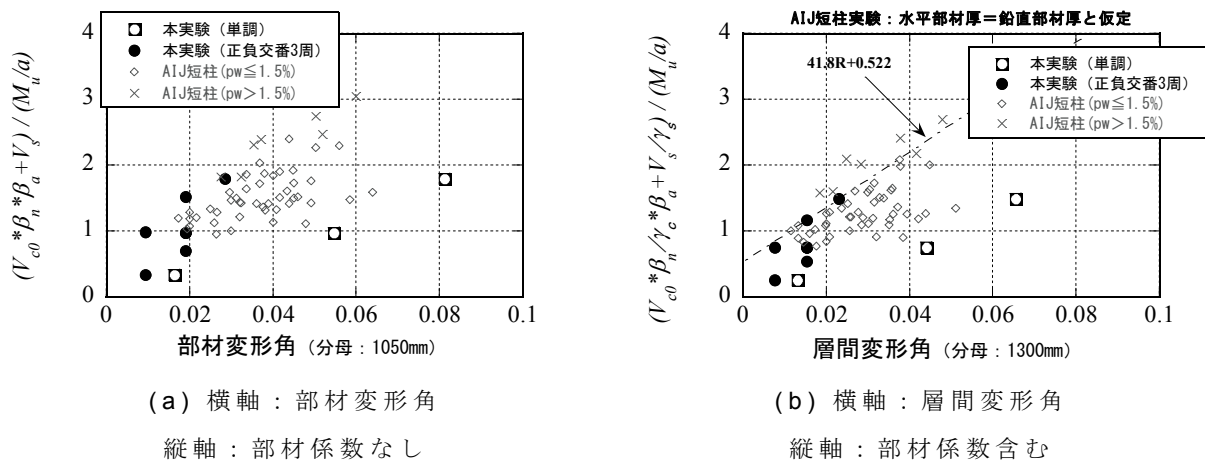 (V_c0*β_n*β_a+V_s) / (M_u/a)
4
3
2
1
0
本実験（単調）
本実験（正負交番3周）
AIJ短柱(pw≦1.5%)
AIJ短柱(pw＞1.5%)
0.02
0.04
0.06
0.08
0.1
部材変形角（分母：1050mm）
(a) 横軸：部材変形角
縦軸：部材係数なし
AIJ短柱実験：水平部材厚＝鉛直部材厚と仮定
(V_c0*β_n/γ_c*β_a+V_s/γ_s) / (M_u/a)
4
3
2
1
0
本実験（単調）
本実験（正負交番3周）
AIJ短柱(pw≦1.5%)
AIJ短柱(pw＞1.5%)
41.8R+0.522
0.02
0.04
0.06
0.08
0.1
層間変形角（分母：1300mm）
(b) 横軸：層間変形角
縦軸：部材係数含む